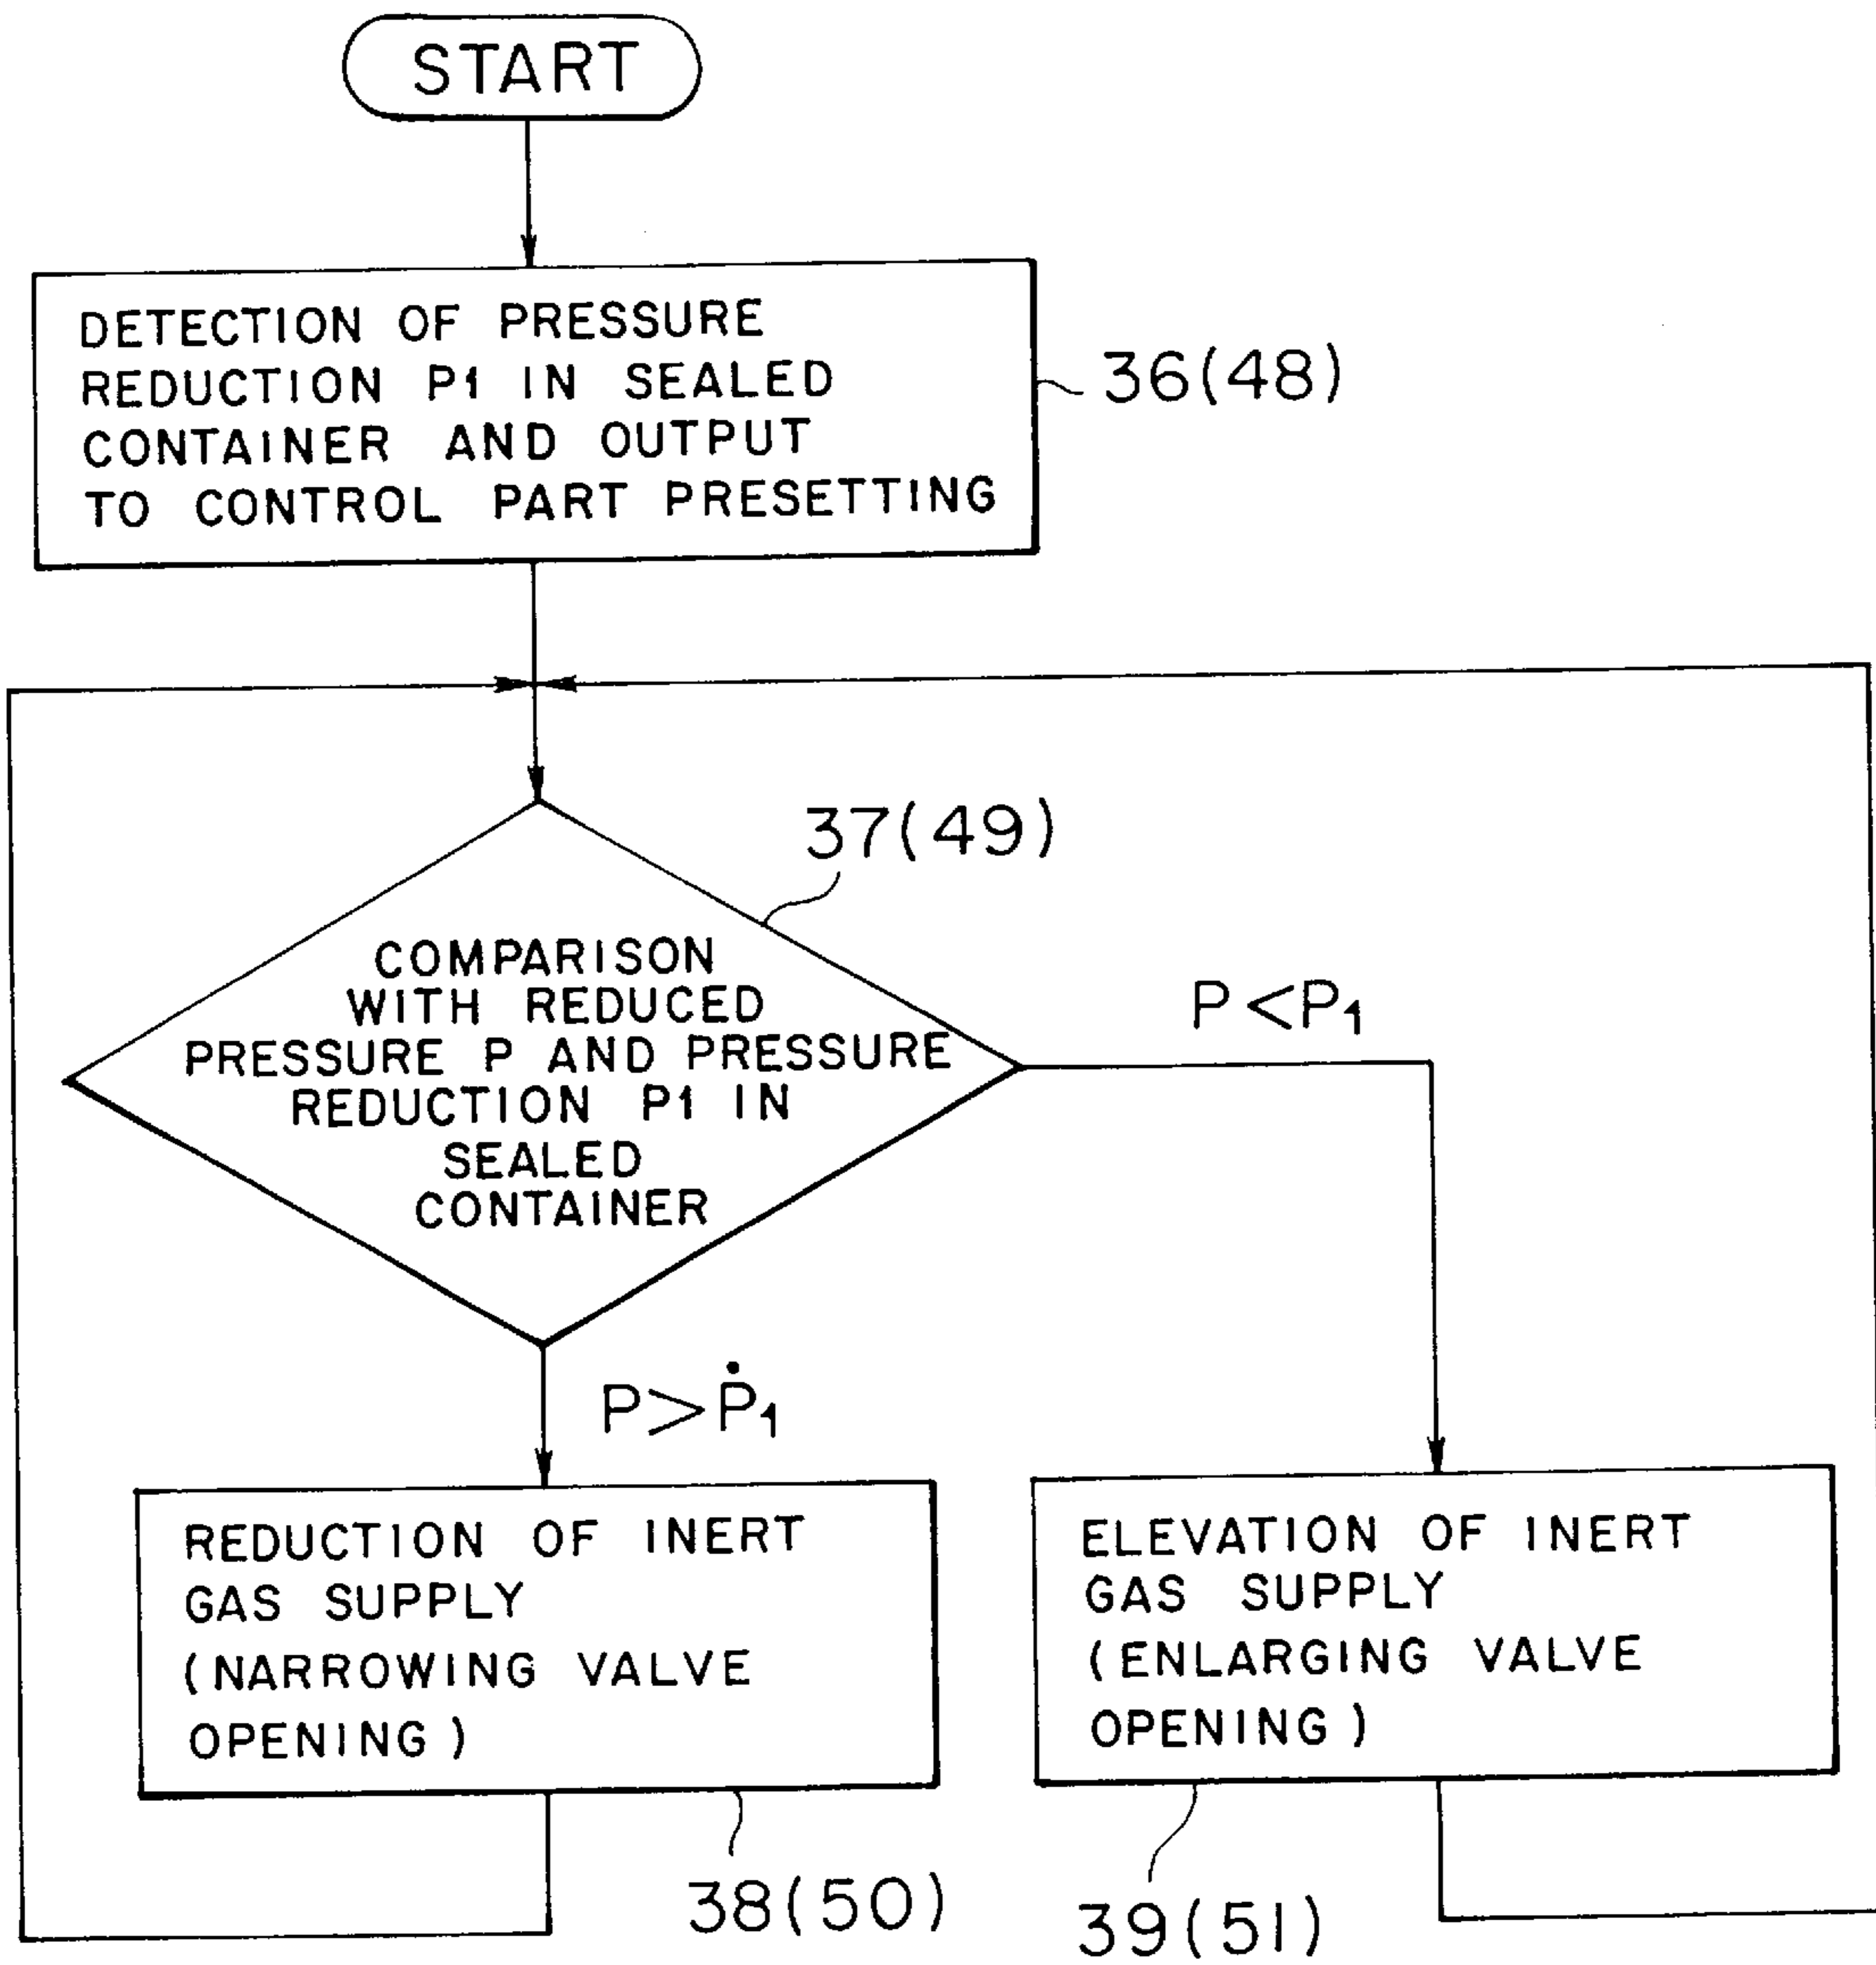 START
DETECTION OF PRESSURE
REDUCTION P1 IN SEALED
CONTAINER AND OUTPUT
TO CONTROL PART PRESETTING
36(48)
37(49)
COMPARISON
WITH REDUCED
PRESSURE P AND PRESSURE
REDUCTION P1 IN
SEALED
CONTAINER
P<P1
P>Ṗ1
REDUCTION OF INERT
GAS SUPPLY
(NARROWING VALVE
OPENING)
38(50)
ELEVATION OF INERT
GAS SUPPLY
(ENLARGING VALVE
OPENING)
39(51)